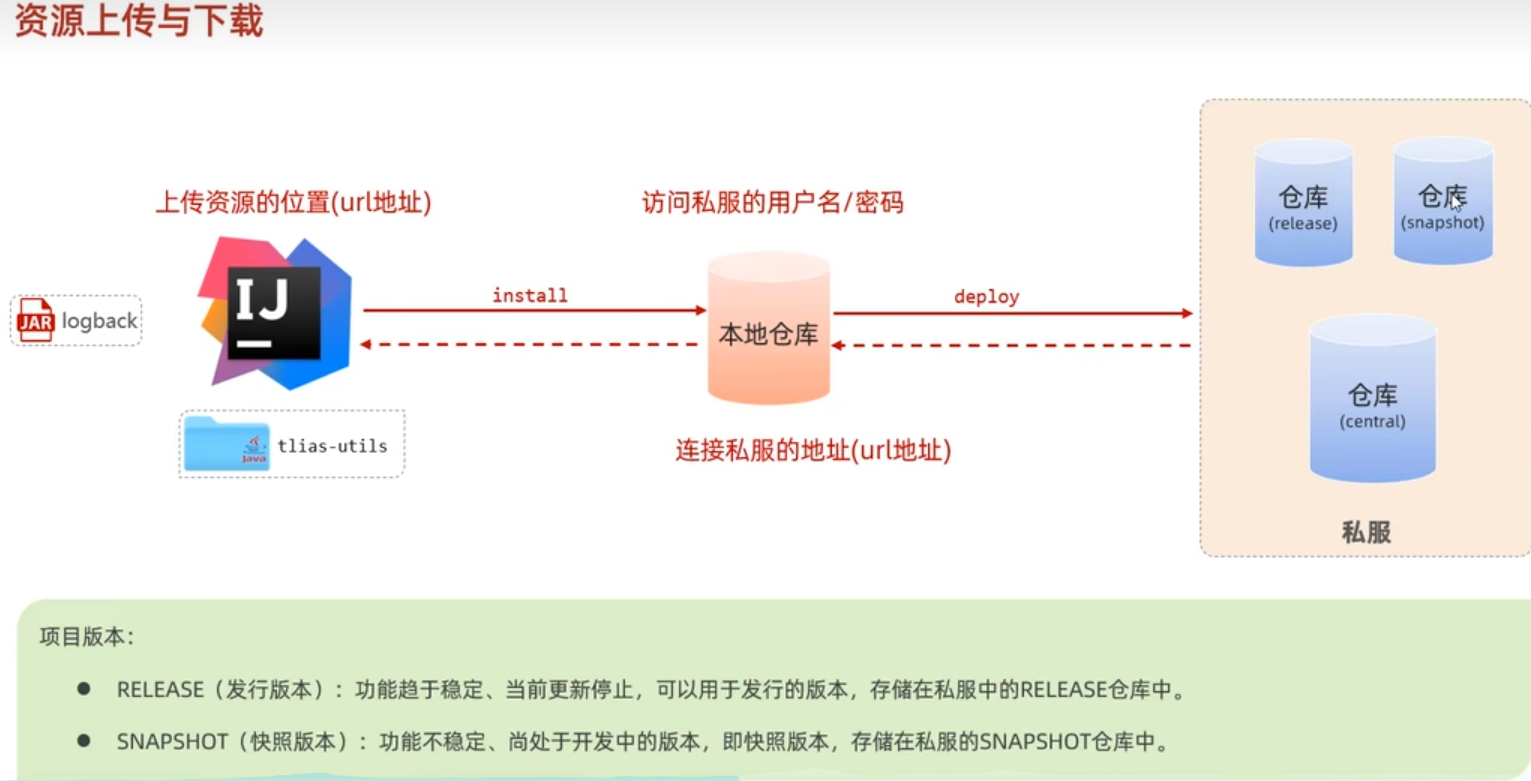 资源上传与下载
上传资源的位置(url地址)
访问私服的用户名/密码
仓库
(release)
仓库
(snapshot)
IJ
install
deploy
JAR logback
本地仓库
仓库
(central)
Java
tlias-utils
连接私服的地址(url地址)
私服
项目版本：
● RELEASE（发行版本）：功能趋于稳定、当前更新停止，可以用于发行的版本，存储在私服中的RELEASE仓库中。
● SNAPSHOT（快照版本）：功能不稳定、尚处于开发中的版本，即快照版本，存储在私服的SNAPSHOT仓库中。